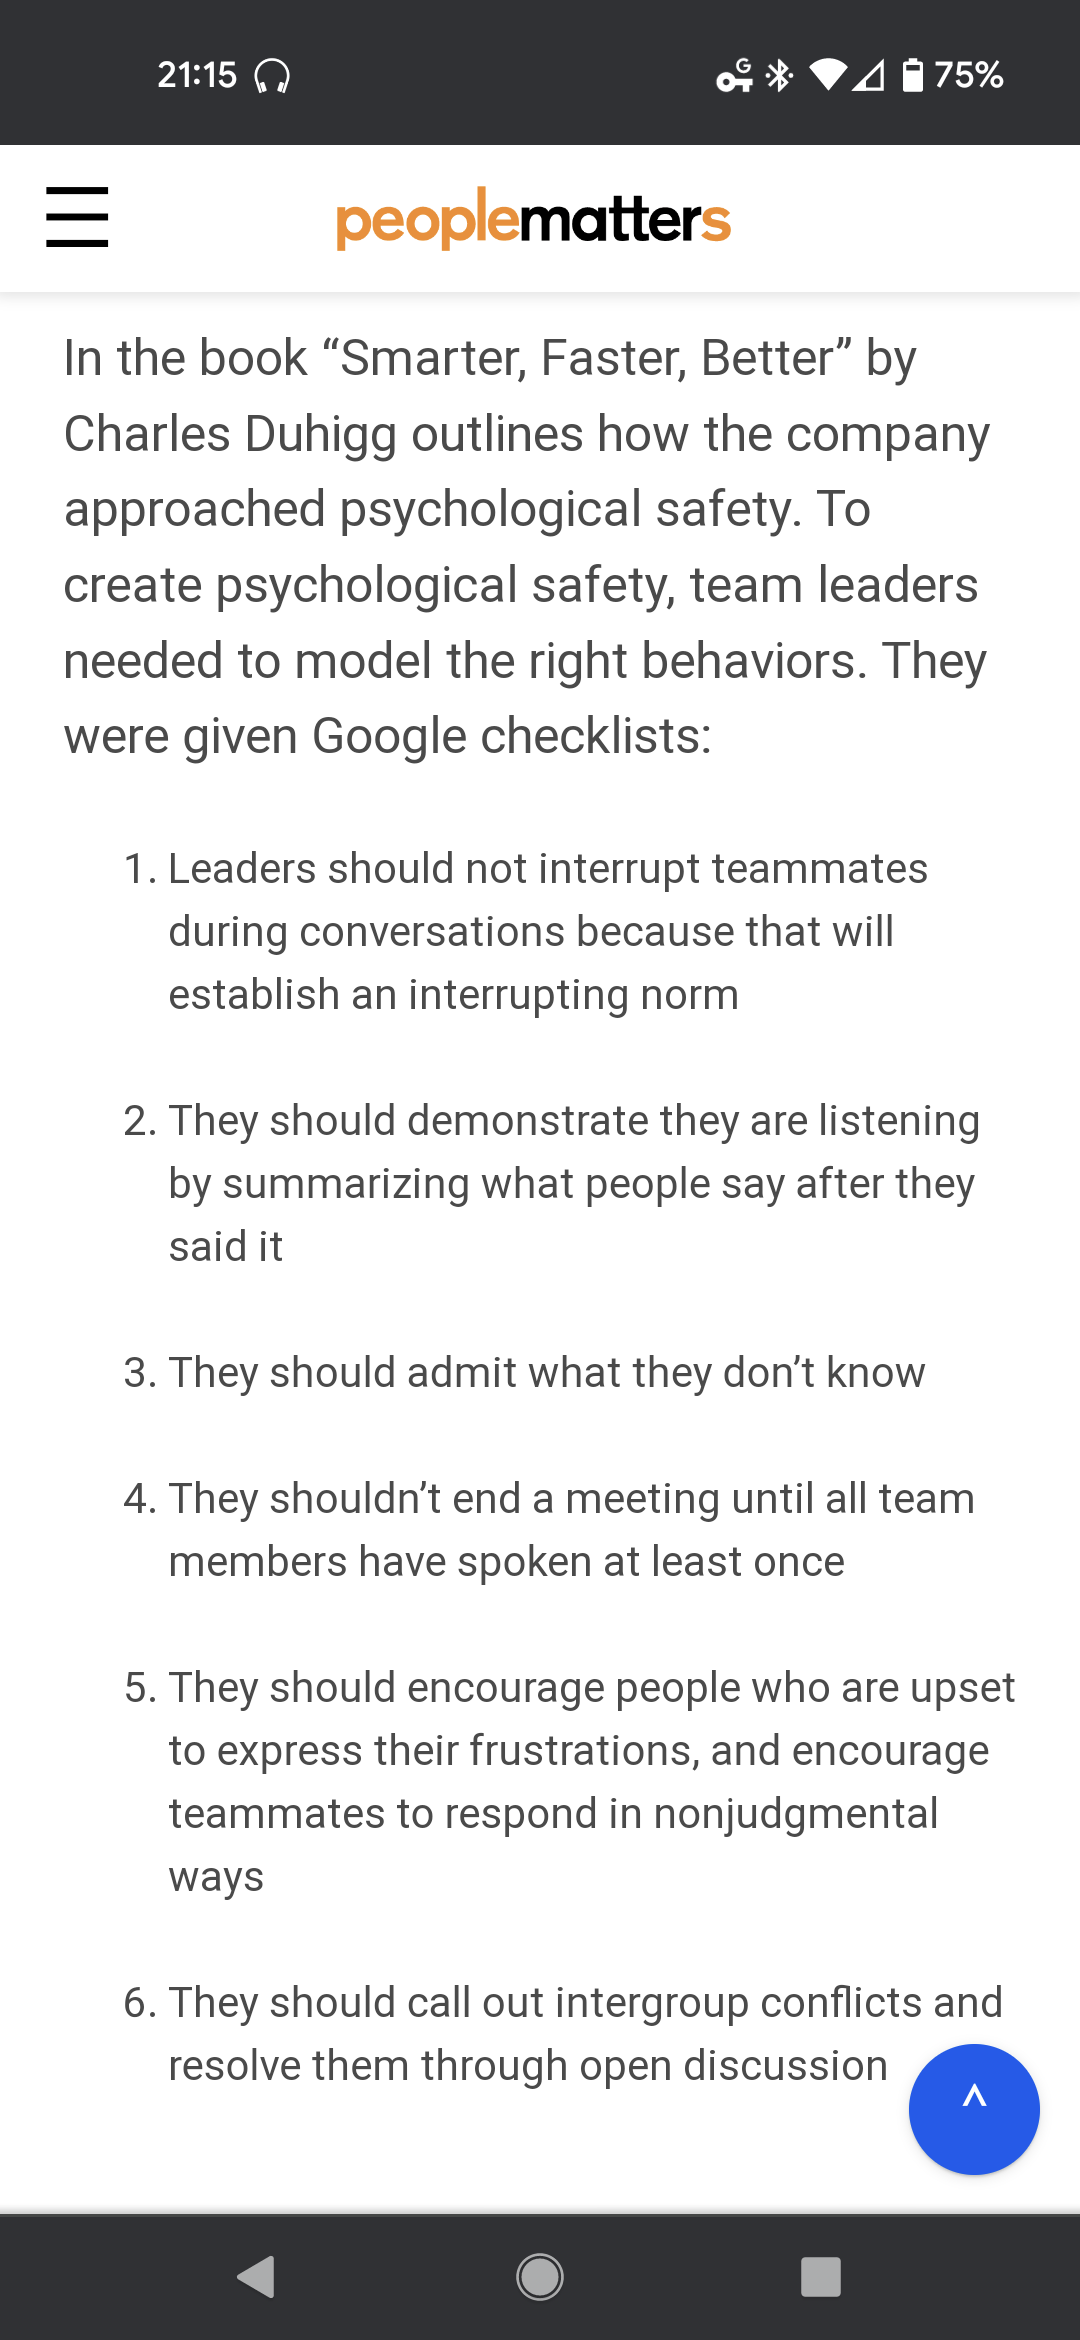 21:15
G
75%
peoplematters
In the book “Smarter, Faster, Better” by
Charles Duhigg outlines how the company
approached psychological safety. To
create psychological safety, team leaders
needed to model the right behaviors. They
were given Google checklists:
1. Leaders should not interrupt teammates
during conversations because that will
establish an interrupting norm
2. They should demonstrate they are listening
by summarizing what people say after they
said it
3. They should admit what they don’t know
4. They shouldn’t end a meeting until all team
members have spoken at least once
5. They should encourage people who are upset
to express their frustrations, and encourage
teammates to respond in nonjudgmental
ways
6. They should call out intergroup conflicts and
resolve them through open discussion
^